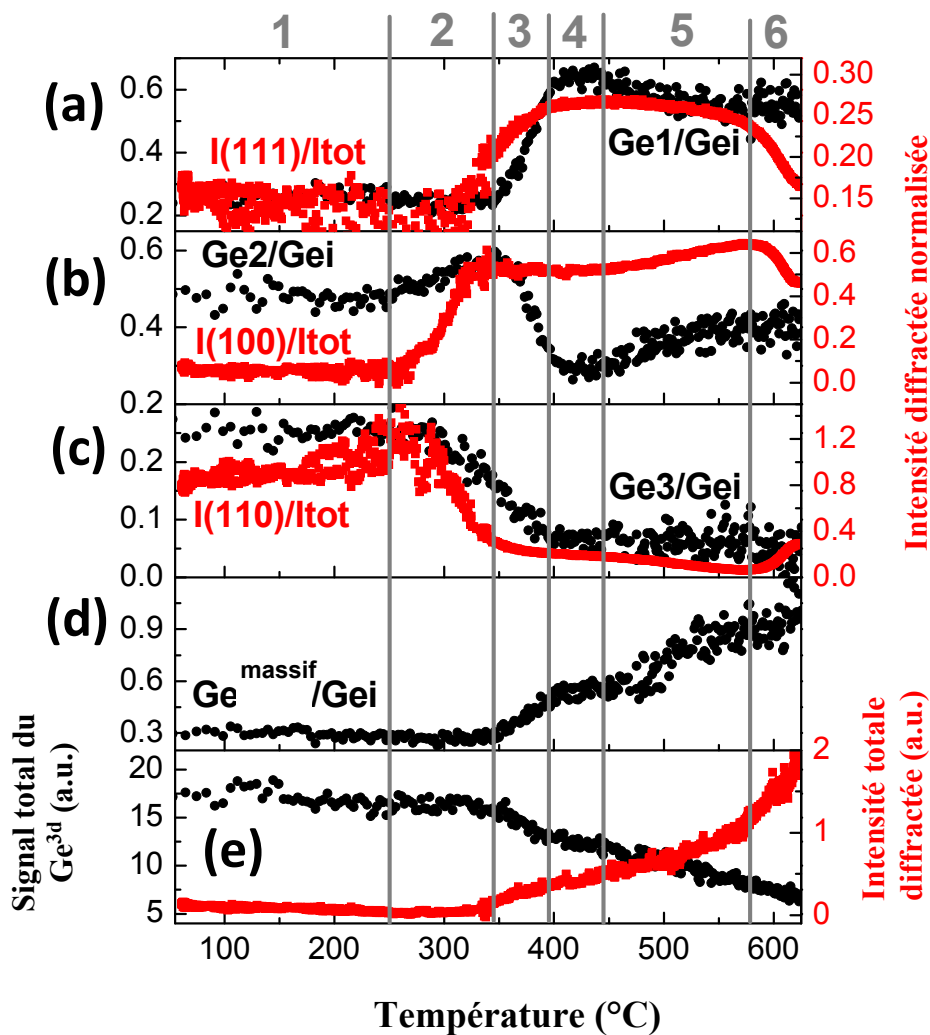 1 2 3 4 5 6
(a)
0.6
0.4
0.2
I(111)/Itot
Ge1/Gei
0.30
0.25
0.20
0.15
(b)
0.6
0.4
0.2
Ge2/Gei
I(100)/Itot
0.6
0.4
0.2
0.0
Intensité diffractée normalisée
(c)
0.2
0.1
0.0
I(110)/Itot
Ge3/Gei
1.2
0.8
0.4
0.0
(d)
0.9
0.6
0.3
Ge massif/Gei
(e)
20
15
10
5
Signal total du
Ge3d (a.u.)
2
1
0
Intensité totale
diffractée (a.u.)
100 200 300 400 500 600
Température (°C)